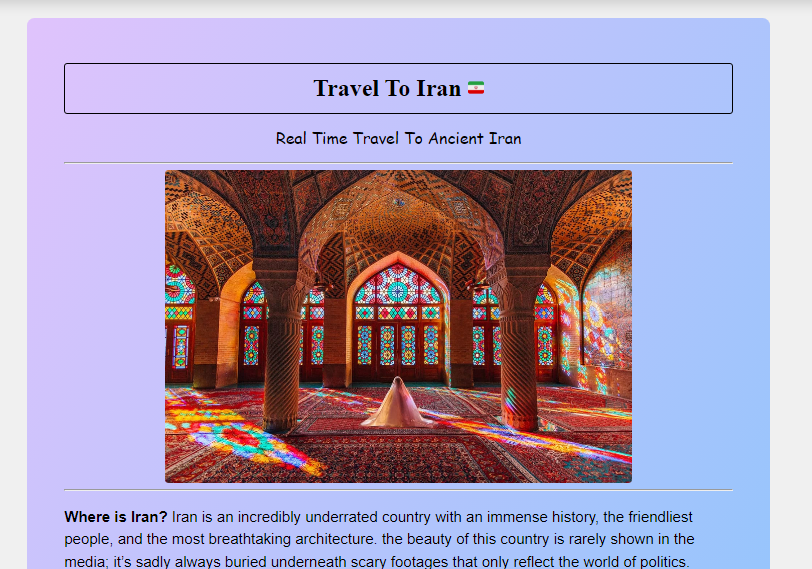 Travel To Iran 🇮🇷
Real Time Travel To Ancient Iran
Where is Iran? Iran is an incredibly underrated country with an immense history, the friendliest
people, and the most breathtaking architecture. the beauty of this country is rarely shown in the
media; it’s sadly always buried underneath scary footages that only reflect the world of politics.